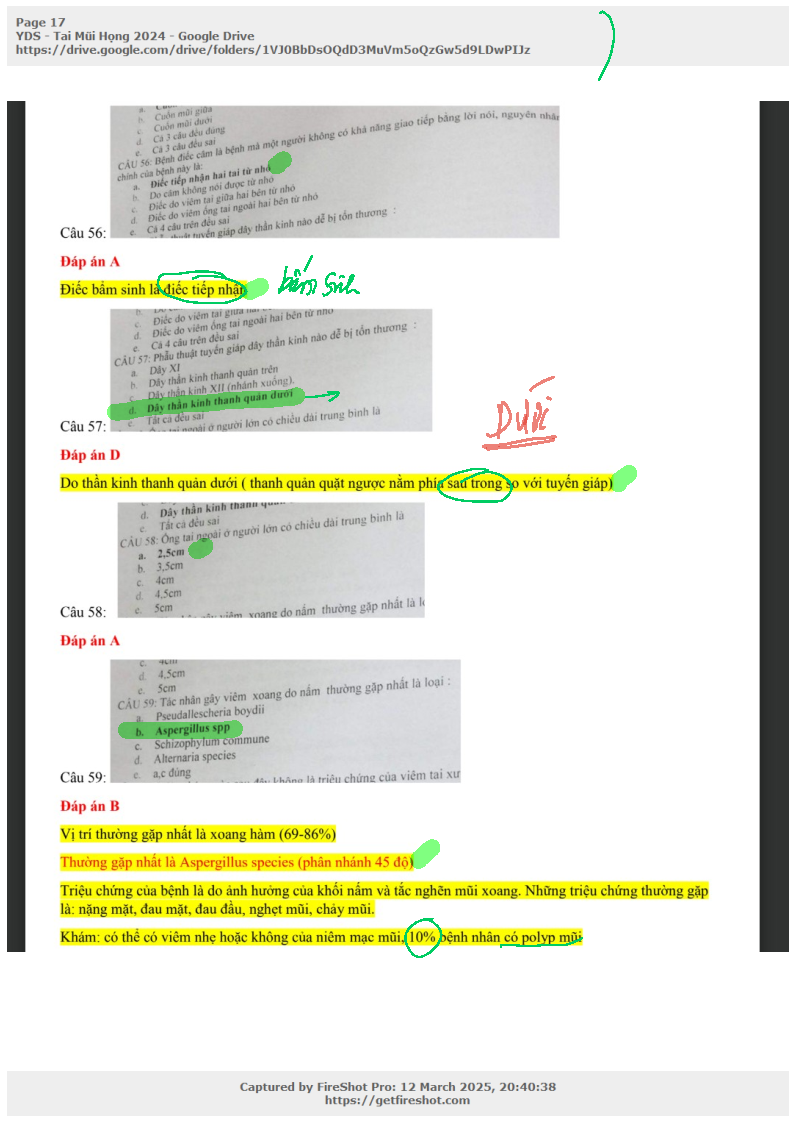 Page 17
YDS - Tai Mũi Họng 2024 - Google Drive
https://drive.google.com/drive/folders/1VJ0BbDsOQdD3MuVm5oQzGw5d9LDwPIJz
b. Cuốn mũi giữa
c. Cuốn mũi dưới
d. Cả 3 câu đều đúng
e. Cả 3 câu đều sai
CÂU 56: Bệnh điếc câm là bệnh mà một người không có khả năng giao tiếp bằng lời nói, nguyên nhân
chính của bệnh này là:
a. Điếc tiếp nhận hai tai từ nhỏ
b. Do câm không nói được từ nhỏ
c. Điếc do viêm tai giữa hai bên từ nhỏ
d. Điếc do viêm ống tai ngoài hai bên từ nhỏ
e. Cả 4 câu trên đều sai
thuật tuyến giáp dây thần kinh nào dễ bị tổn thương :
Câu 56:
Đáp án A
Điếc bẩm sinh là điếc tiếp nhận
bẩm sinh
c. Điếc do viêm tai giữa hai bên từ nhỏ
d. Điếc do viêm ống tai ngoài hai bên từ nhỏ
e. Cả 4 câu trên đều sai
CÂU 57: Phẫu thuật tuyến giáp dây thần kinh nào dễ bị tổn thương :
a. Dây XI
b. Dây thần kinh thanh quản trên
c. Dây thần kinh XII (nhánh xuống).
d. Dây thần kinh thanh quản dưới
e. Tất cả đều sai
ngoài ở người lớn có chiều dài trung bình là
Câu 57:
Dưới
Đáp án D
Do thần kinh thanh quản dưới ( thanh quản quặt ngược nằm phía sau trong so với tuyến giáp)
d. Dây thần kinh thanh quản
e. Tất cả đều sai
CÂU 58: Ống tai ngoài ở người lớn có chiều dài trung bình là
a. 2,5cm
b. 3,5cm
c. 4cm
d. 4,5cm
e. 5cm
viêm xoang do nấm thường gặp nhất là
Câu 58:
Đáp án A
c. 4cm
d. 4,5cm
e. 5cm
CÂU 59: Tác nhân gây viêm xoang do nấm thường gặp nhất là loại :
a. Pseudallescheria boydii
b. Aspergillus spp
c. Schizophylum commune
d. Alternaria species
e. a,c đúng
đây không là triệu chứng của viêm tai xư
Câu 59:
Đáp án B
Vị trí thường gặp nhất là xoang hàm (69-86%)
Thường gặp nhất là Aspergillus species (phân nhánh 45 độ)
Triệu chứng của bệnh là do ảnh hưởng của khối nấm và tắc nghẽn mũi xoang. Những triệu chứng thường gặp
là: nặng mặt, đau mặt, đau đầu, nghẹt mũi, chảy mũi.
Khám: có thể có viêm nhẹ hoặc không của niêm mạc mũi, 10% bệnh nhân có polyp mũi
Captured by FireShot Pro: 12 March 2025, 20:40:38
https://getfireshot.com